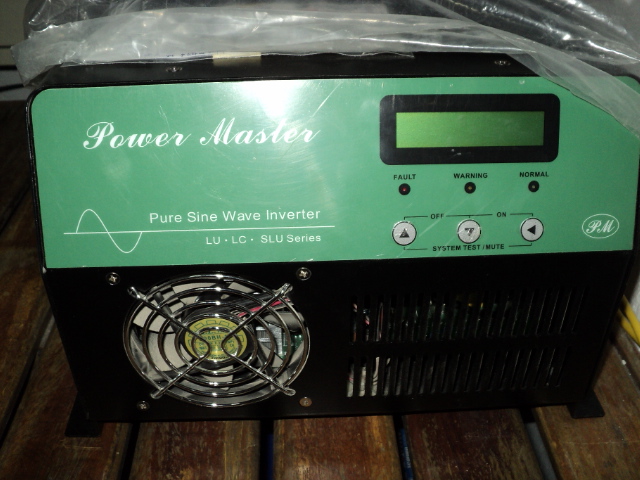 Power Master
Pure Sine Wave Inverter
LU · LC · SLU Series
FAULT WARNING NORMAL
OFF ON
SYSTEM TEST / MUTE
PM